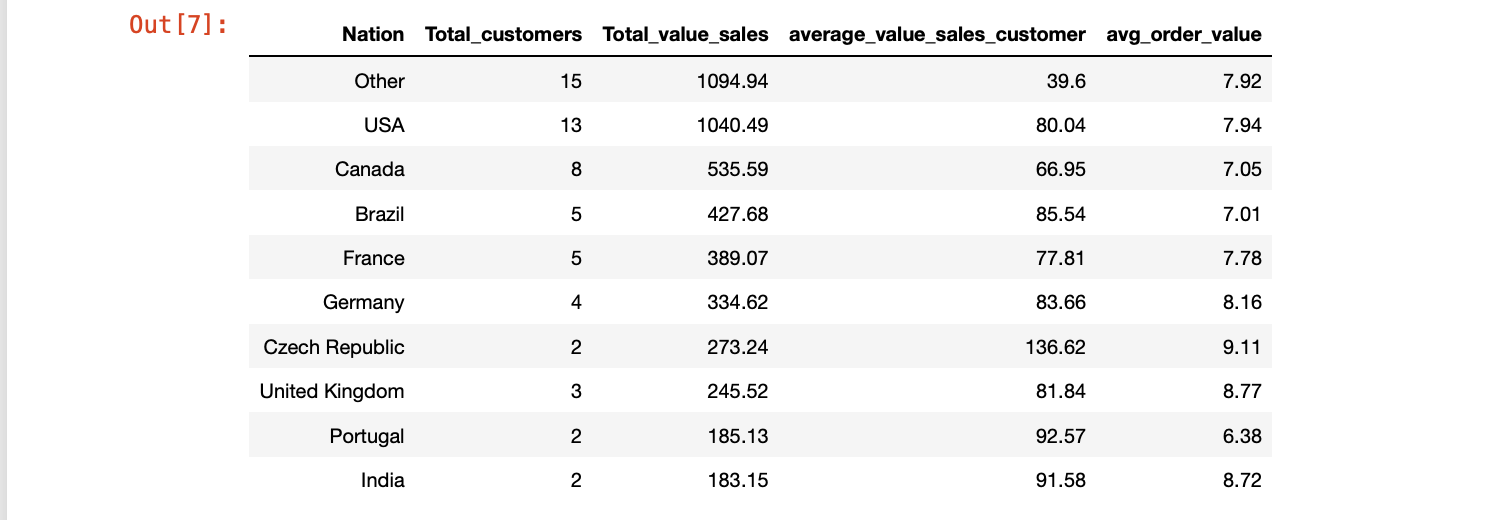 Out[7]:
Nation Total_customers Total_value_sales average_value_sales_customer avg_order_value
Other 15 1094.94 39.6 7.92
USA 13 1040.49 80.04 7.94
Canada 8 535.59 66.95 7.05
Brazil 5 427.68 85.54 7.01
France 5 389.07 77.81 7.78
Germany 4 334.62 83.66 8.16
Czech Republic 2 273.24 136.62 9.11
United Kingdom 3 245.52 81.84 8.77
Portugal 2 185.13 92.57 6.38
India 2 183.15 91.58 8.72